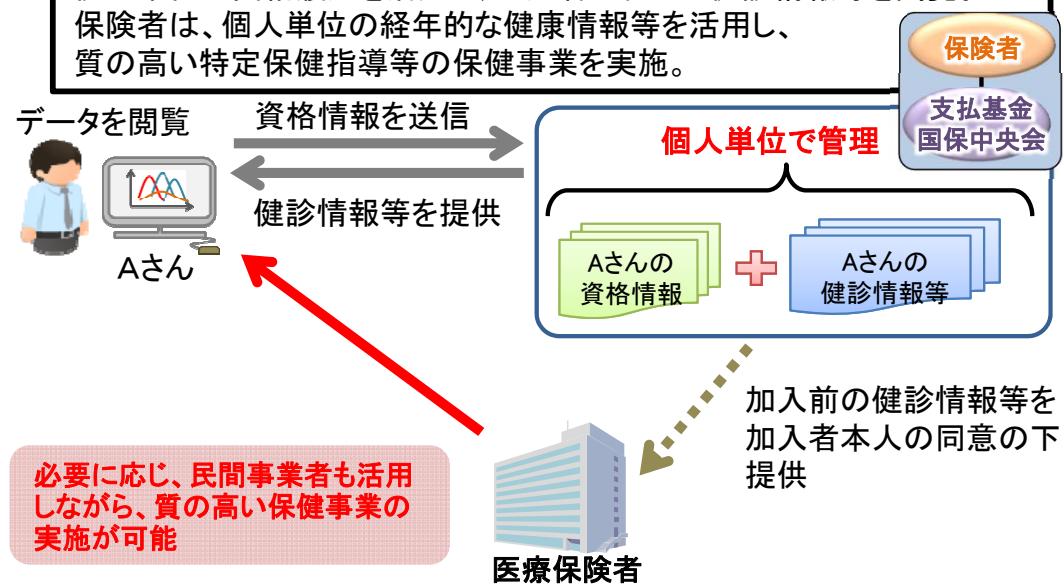 保険者は、個人単位の経年的な健康情報等を活用し、
質の高い特定保健指導等の保健事業を実施。
保険者
支払基金
国保中央会
データを閲覧
資格情報を送信
健診情報等を提供
Aさん
個人単位で管理
Aさんの
資格情報
Aさんの
健診情報等
加入前の健診情報等を
加入者本人の同意の下
提供
必要に応じ、民間事業者も活用
しながら、質の高い保健事業の
実施が可能
医療保険者